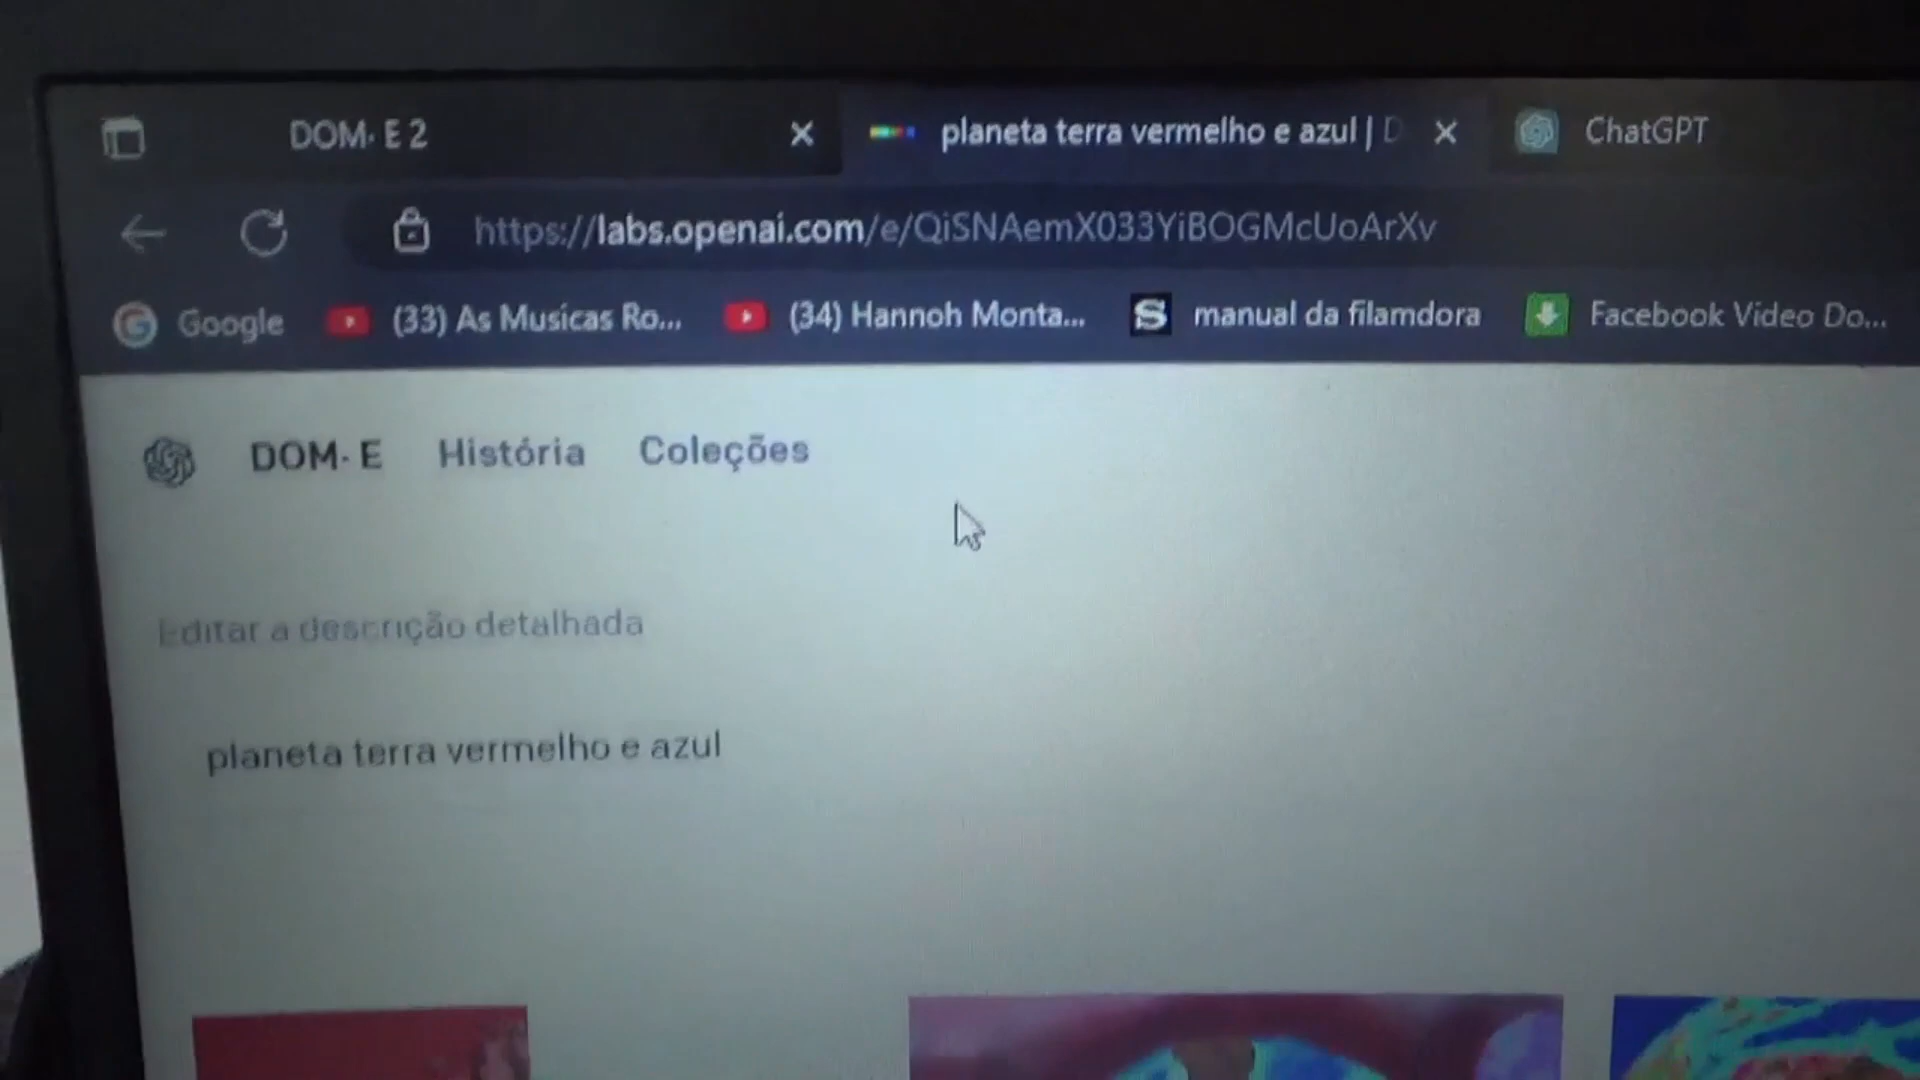 DOM· E 2
planeta terra vermelho e azul | D
ChatGPT
https://labs.openai.com/e/QiSNAemX033YiBOGMcUoArXv
Google
(33) As Musicas Ro...
(34) Hannoh Monta...
manual da filamdora
Facebook Video Do...
DOM· E História Coleções
Editar a descrição detalhada
planeta terra vermelho e azul